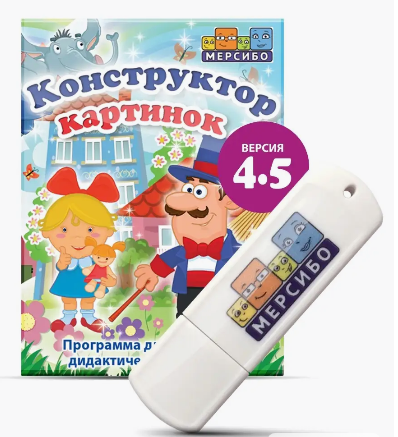 МЕРСИБО
Конструктор
картинок
ВЕРСИЯ
4.5
Программа
дидактиче
МЕРСИБО